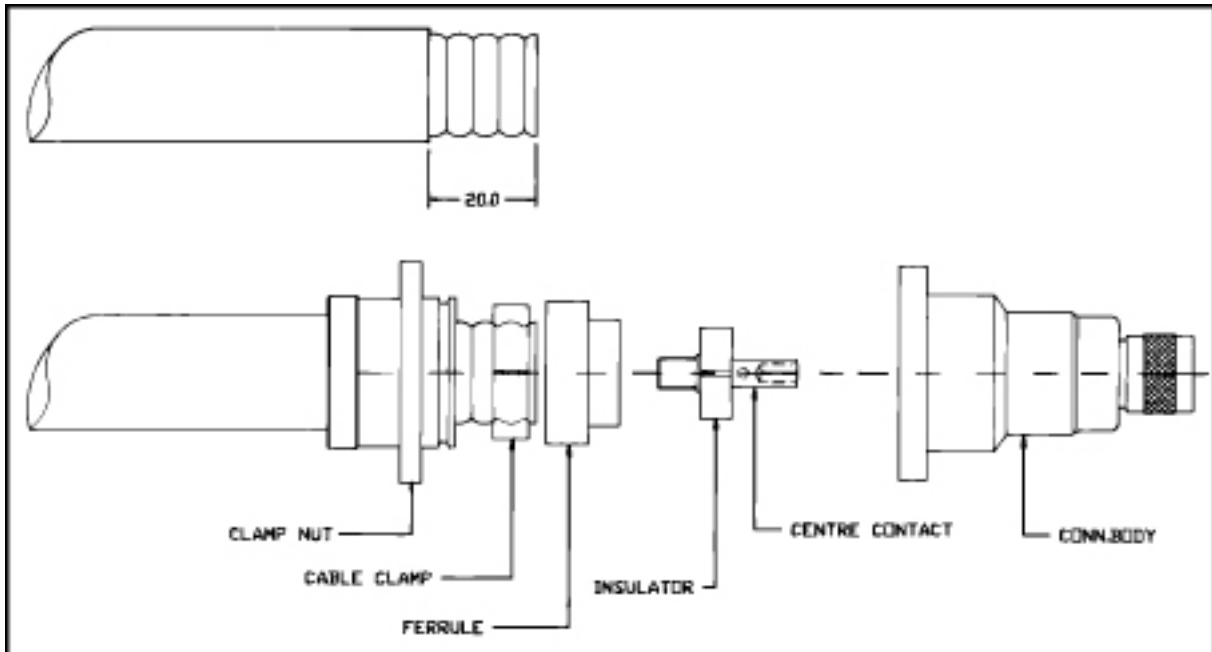 20.0
CLAMP NUT
CABLE CLAMP
FERRULE
INSULATOR
CENTRE CONTACT
CONN.BODY